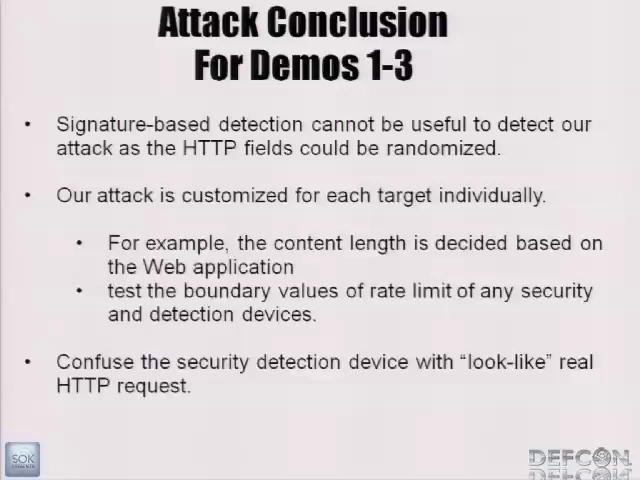 Attack Conclusion
For Demos 1-3
• Signature-based detection cannot be useful to detect our
attack as the HTTP fields could be randomized.
• Our attack is customized for each target individually.
• For example, the content length is decided based on
the Web application
• test the boundary values of rate limit of any security
and detection devices.
• Confuse the security detection device with “look-like” real
HTTP request.
SOK
DEFCON